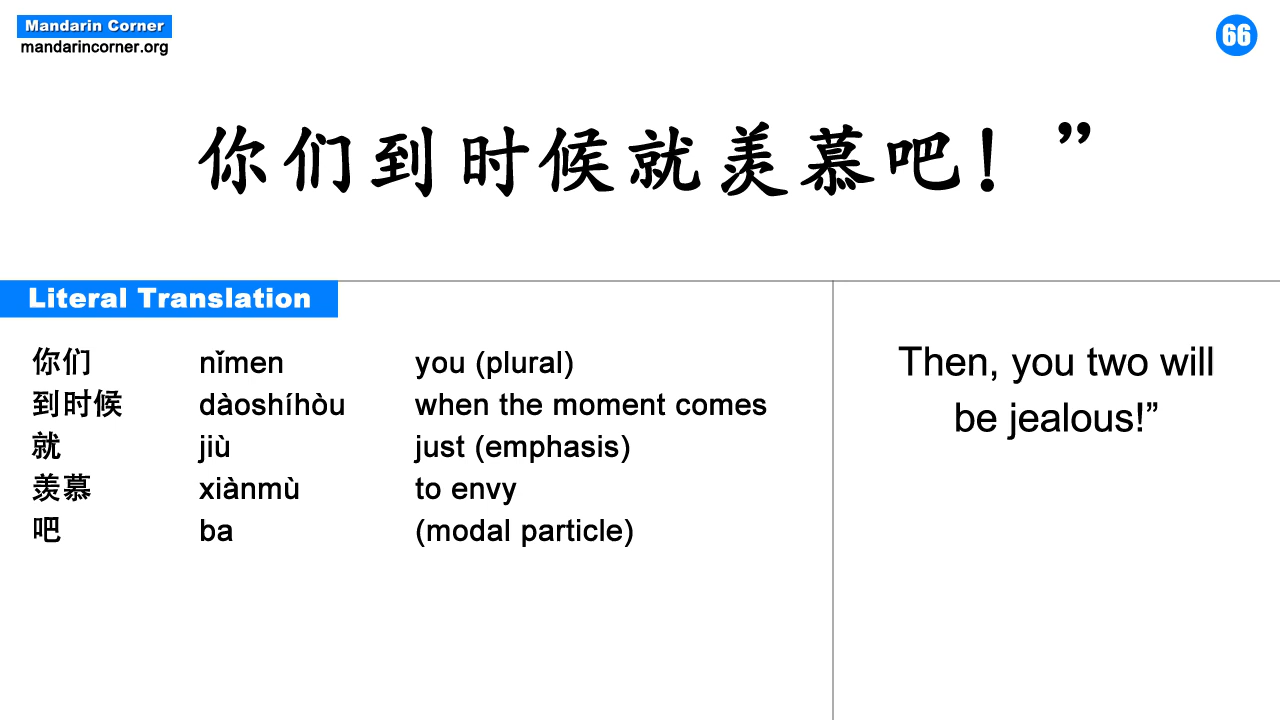 Mandarin Corner
mandarincorner.org
66
你们到时候就羡慕吧！”
Literal Translation
你们 nǐmen you (plural)
到时候 dàoshíhòu when the moment comes
就 jiù just (emphasis)
羡慕 xiànmù to envy
吧 ba (modal particle)
Then, you two will
be jealous!”